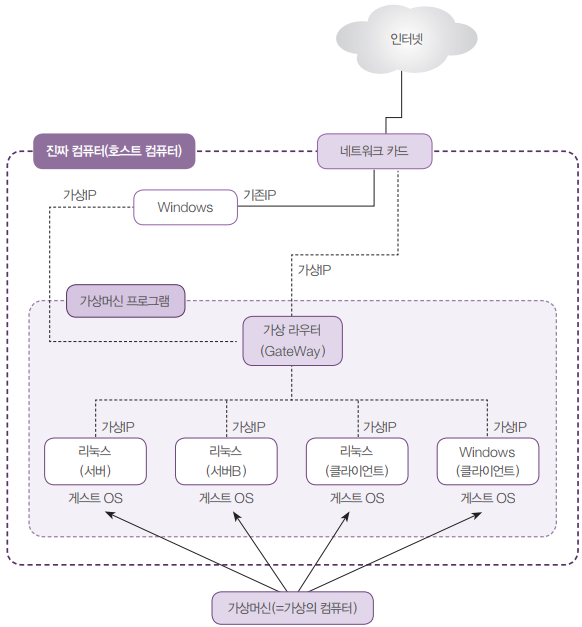 인터넷
진짜 컴퓨터(호스트 컴퓨터)
네트워크 카드
가상IP
기존IP
Windows
가상IP
가상머신 프로그램
가상 라우터
(GateWay)
가상IP
가상IP
가상IP
가상IP
리눅스
(서버)
리눅스
(서버B)
리눅스
(클라이언트)
Windows
(클라이언트)
게스트 OS
게스트 OS
게스트 OS
게스트 OS
가상머신(=가상의 컴퓨터)